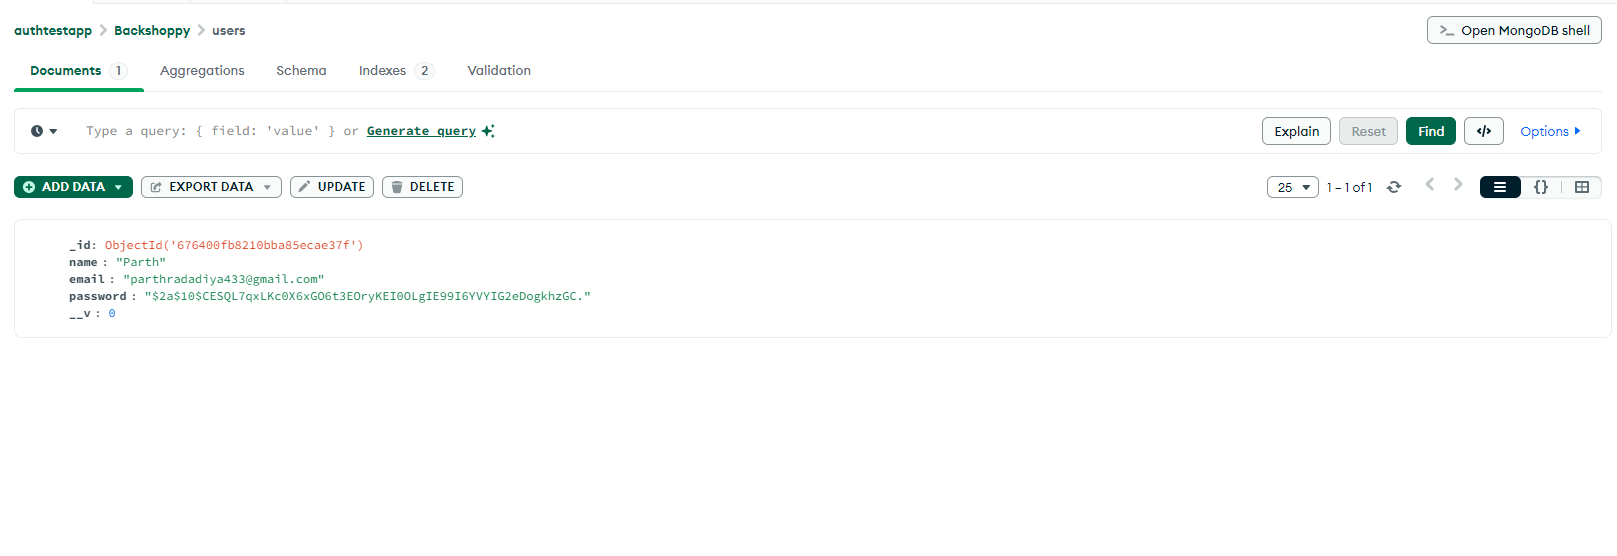 authtestapp > Backshoppy > users
>_ Open MongoDB shell
Documents 1 Aggregations Schema Indexes 2 Validation
Type a query: { field: 'value' } or Generate query
Explain Reset Find </> Options
ADD DATA EXPORT DATA UPDATE DELETE
25 1 – 1 of 1 {}
_id: ObjectId('676400fb8210bba85ecae37f')
name : "Parth"
email : "parthradadiya433@gmail.com"
password : "$2a$10$CESQL7qxLKc0X6xGO6t3EOryKEI0OLgIE99I6YVYIG2eDogkhzGC."
__v : 0